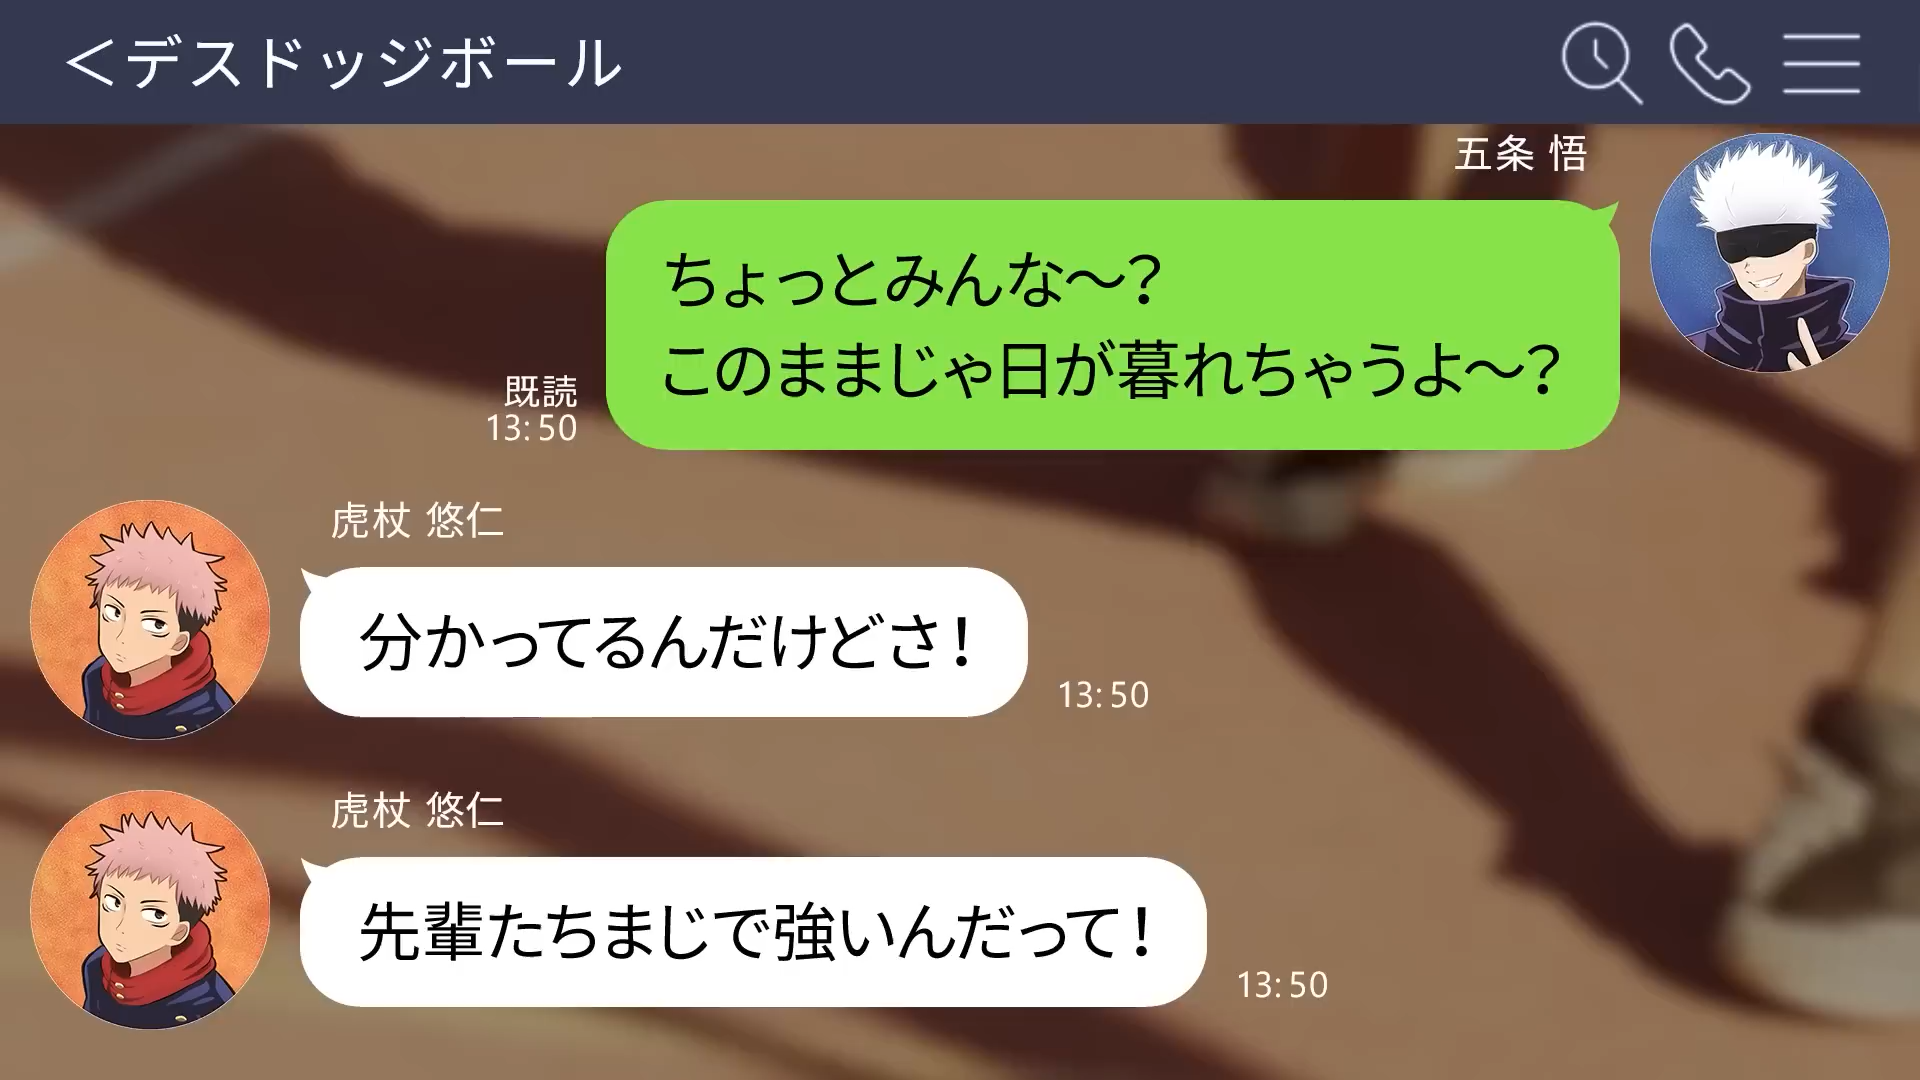 ＜デスドッジボール
五条 悟
ちょっとみんな～？
このままじゃ日が暮れちゃうよ～？
既読
13:50
虎杖 悠仁
分かってるんだけどさ！
13:50
虎杖 悠仁
先輩たちまじで強いんだって！
13:50